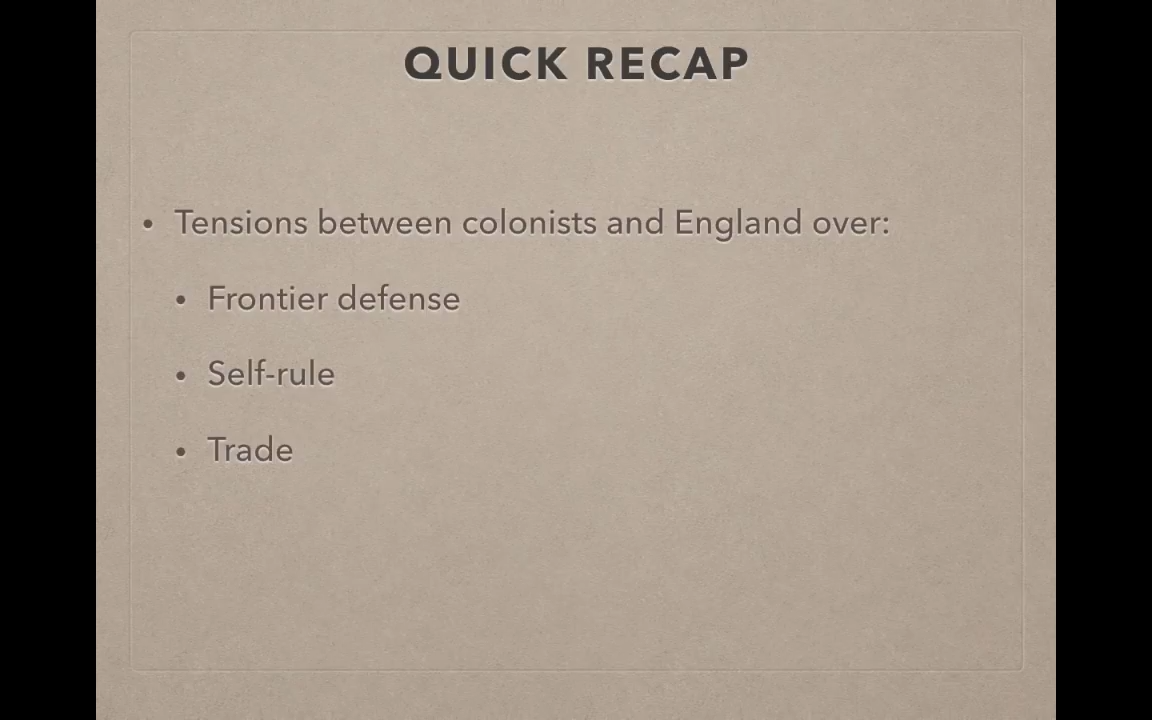 QUICK RECAP
• Tensions between colonists and England over:
• Frontier defense
• Self-rule
• Trade